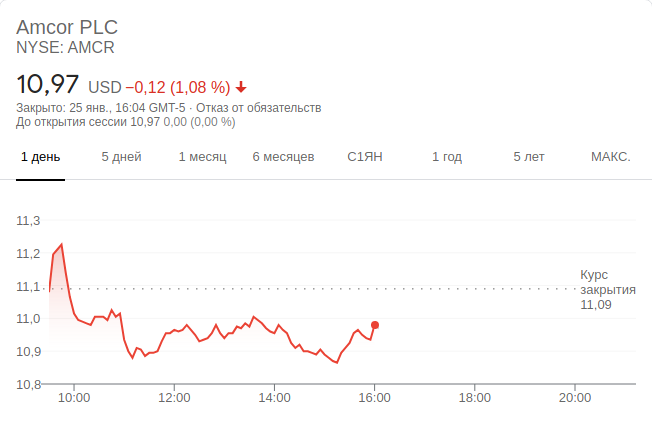 Amcor PLC
NYSE: AMCR
10,97 USD −0,12 (1,08 %)
Закрыто: 25 янв., 16:04 GMT-5 · Отказ от обязательств
До открытия сессии 10,97 0,00 (0,00 %)
1 день 5 дней 1 месяц 6 месяцев С1ЯН 1 год 5 лет МАКС.
11,3
11,2
11,1
11,0
10,9
10,8
Курс
закрытия
11,09
10:00 12:00 14:00 16:00 18:00 20:00